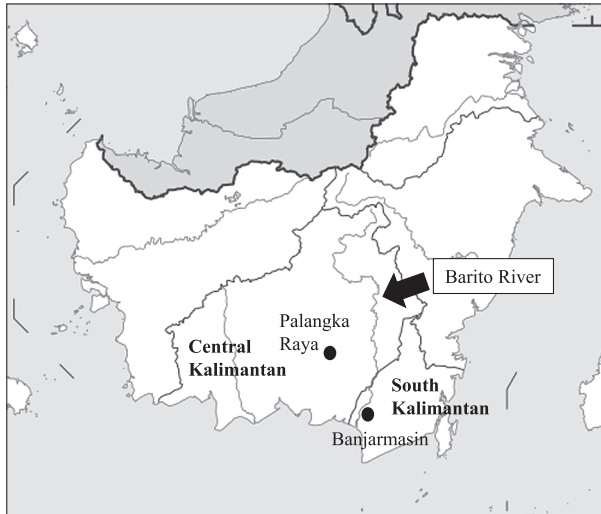 Barito River
Palangka
Raya
Central
Kalimantan
South
Kalimantan
Banjarmasin